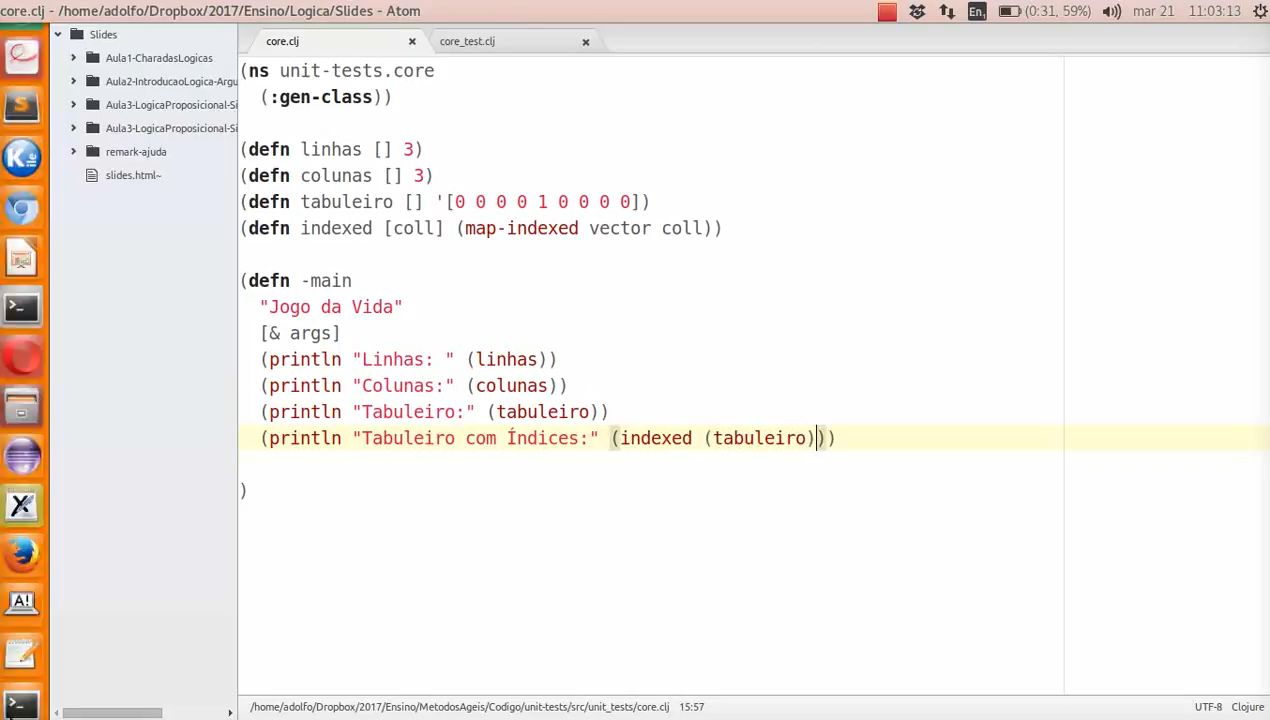 core.clj - /home/adolfo/Dropbox/2017/Ensino/Logica/Slides - Atom
En1 (0:31, 59%) mar 21 11:03:13
Slides
Aula1-CharadasLogicas
Aula2-IntroducaoLogica-Argu
Aula3-LogicaProposicional-Si
Aula3-LogicaProposicional-Si
remark-ajuda
slides.html~
core.clj
core_test.clj
(ns unit-tests.core
(:gen-class))
(defn linhas [] 3)
(defn colunas [] 3)
(defn tabuleiro [] '[0 0 0 0 1 0 0 0 0])
(defn indexed [coll] (map-indexed vector coll))
(defn -main
"Jogo da Vida"
[& args]
(println "Linhas: " (linhas))
(println "Colunas:" (colunas))
(println "Tabuleiro:" (tabuleiro))
(println "Tabuleiro com Índices:" (indexed (tabuleiro)))
)
/home/adolfo/Dropbox/2017/Ensino/MetodosAgeis/Codigo/unit-tests/src/unit_tests/core.clj 15:57
UTF-8 Clojure